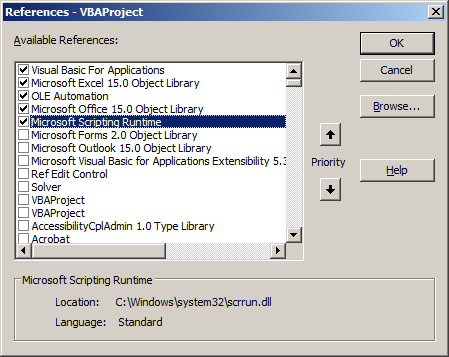 References - VBAProject
Available References:
OK
Visual Basic For Applications
Microsoft Excel 15.0 Object Library
OLE Automation
Microsoft Office 15.0 Object Library
Microsoft Scripting Runtime
Microsoft Forms 2.0 Object Library
Microsoft Outlook 15.0 Object Library
Microsoft Visual Basic for Applications Extensibility 5.3
Ref Edit Control
Solver
VBAProject
VBAProject
AccessibilityCplAdmin 1.0 Type Library
Acrobat
Cancel
Browse...
Priority
Help
Microsoft Scripting Runtime
Location: C:\Windows\system32\scrrun.dll
Language: Standard